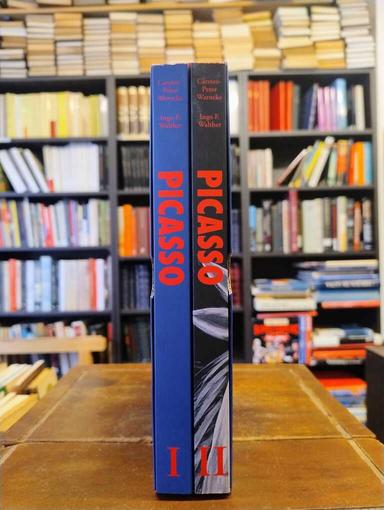 Carsten-
Peter
Warncke
Ingo F.
Walther
PICASSO
I
Carsten-
Peter
Warncke
Ingo F.
Walther
PICASSO
II